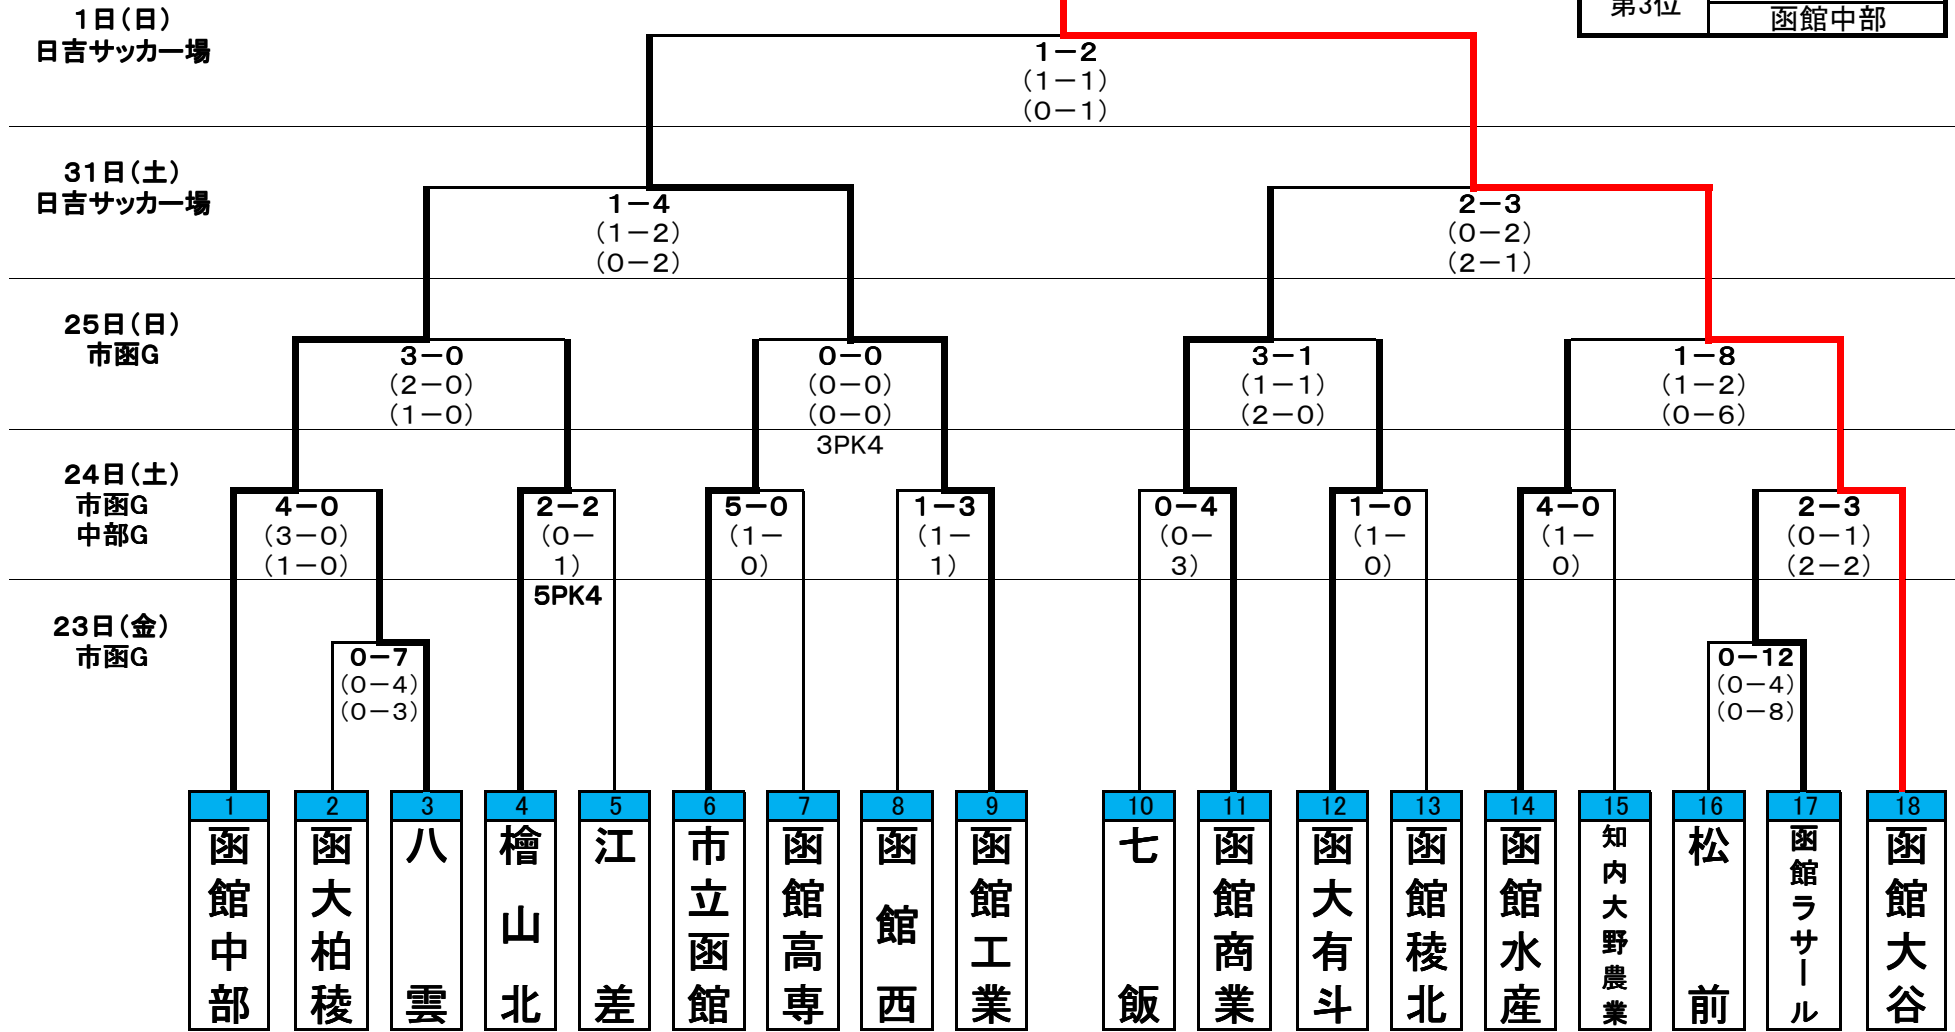 第3位
函館中部
1日(日)
日吉サッカー場
1－2
(1－1)
(0－1)
31日(土)
日吉サッカー場
1－4
(1－2)
(0－2)
2－3
(0－2)
(2－1)
25日(日)
市函G
3－0
(2－0)
(1－0)
0－0
(0－0)
(0－0)
3PK4
3－1
(1－1)
(2－0)
1－8
(1－2)
(0－6)
24日(土)
市函G
中部G
4－0
(3－0)
(1－0)
2－2
(0－
1)
5PK4
5－0
(1－
0)
1－3
(1－
1)
0－4
(0－
3)
1－0
(1－
0)
4－0
(1－
0)
2－3
(0－1)
(2－2)
23日(金)
市函G
0－7
(0－4)
(0－3)
0－12
(0－4)
(0－8)
1
函館中部
2
函大柏稜
3
八雲
4
檜山北
5
江差
6
市立函館
7
函館高専
8
函館西
9
函館工業
10
七飯
11
函館商業
12
函大有斗
13
函館稜北
14
函館水産
15
知内大野農業
16
松前
17
函館ラサール
18
函館大谷